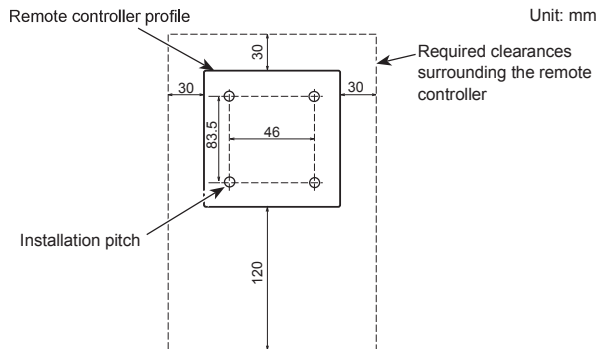 Remote controller profile
Unit: mm
30
Required clearances
surrounding the remote
controller
30
30
83.5
46
Installation pitch
120